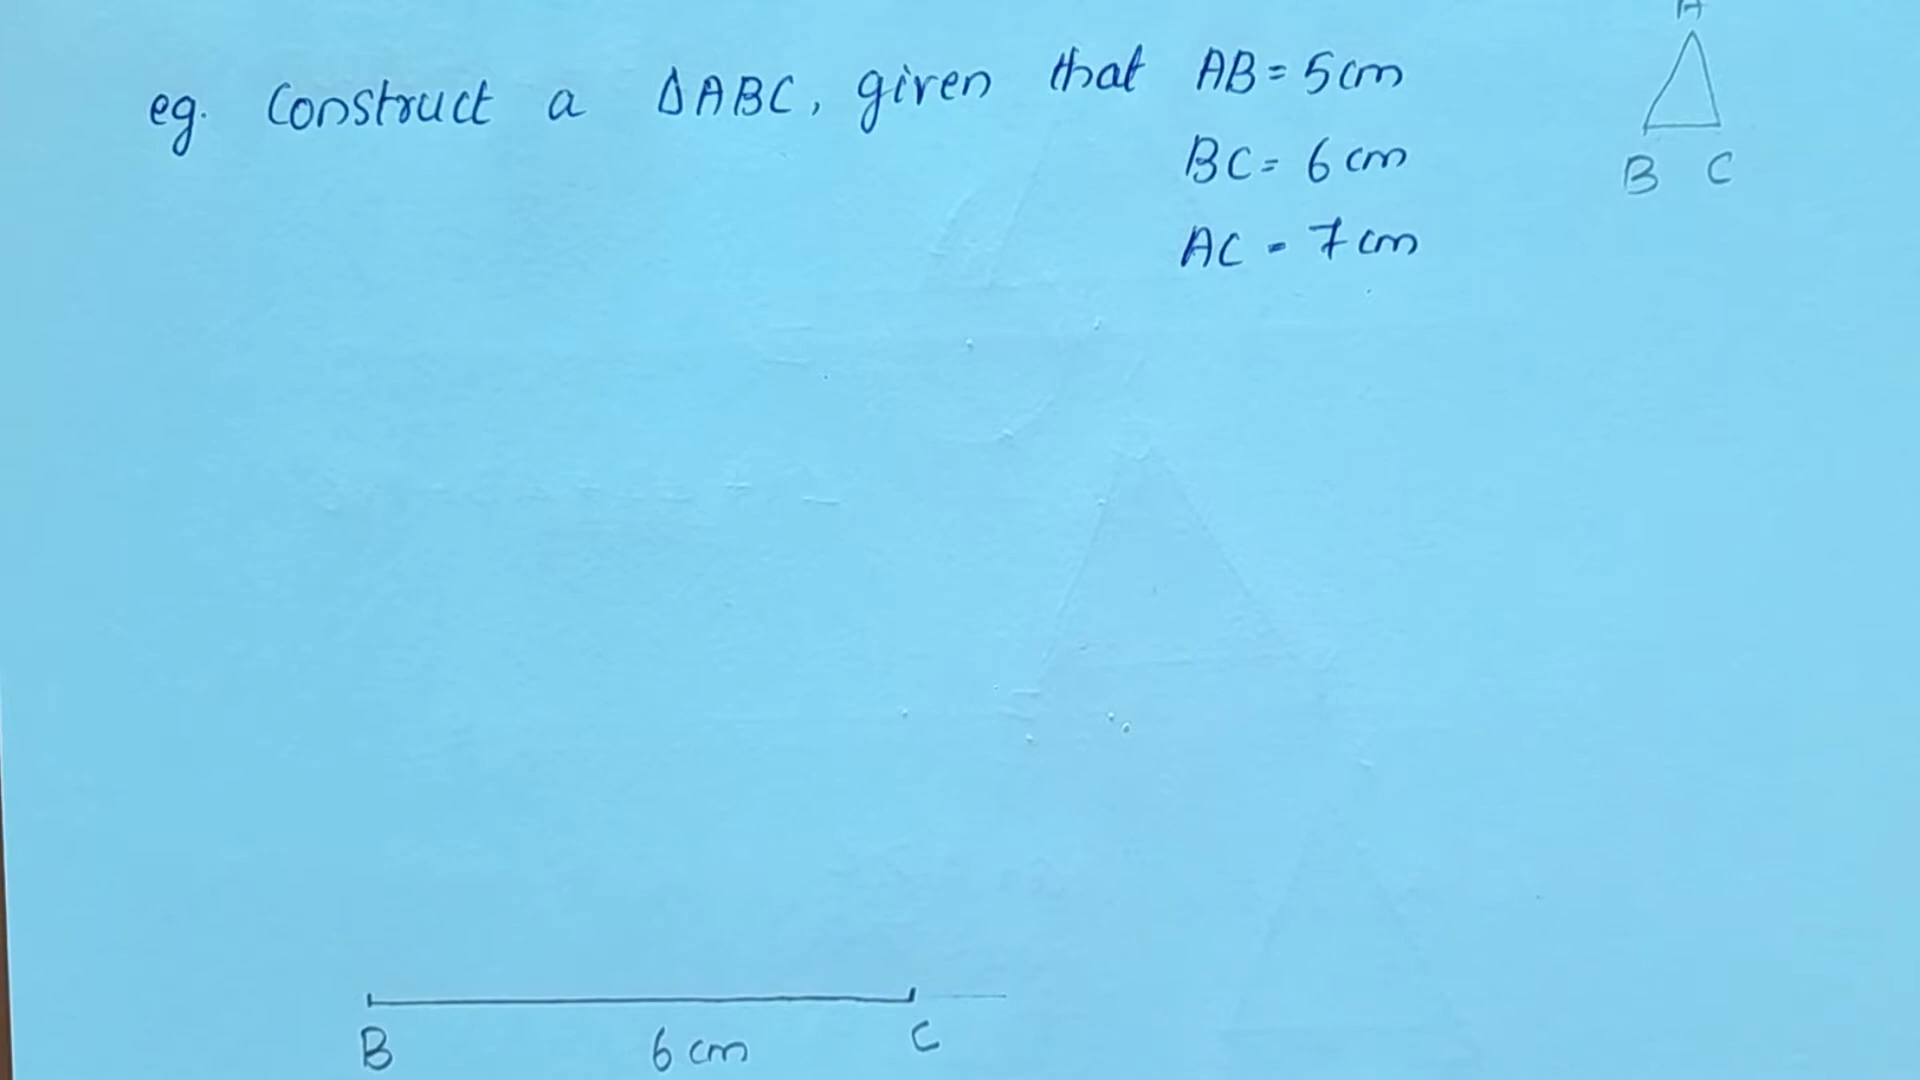 eg. Construct a ΔABC, given that AB = 5cm
BC = 6 cm
AC = 7 cm
A
B C
B 6 cm C